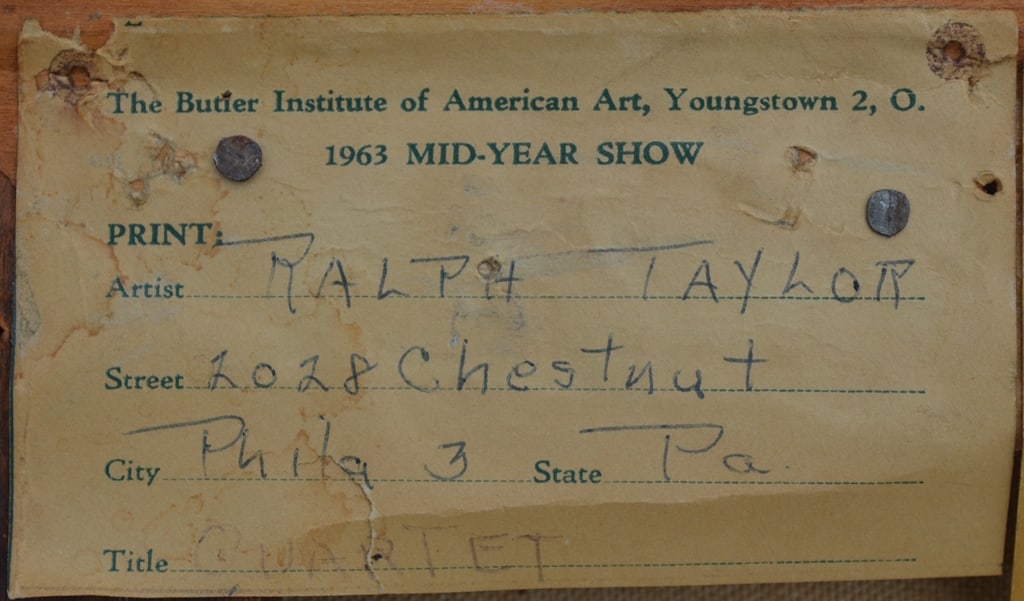 The Butler Institute of American Art, Youngstown 2, O.
1963 MID-YEAR SHOW
PRINT:
Artist RALPH TAYLOR
Street 2028 Chestnut
City Phila 3 State Pa.
Title QUARTET